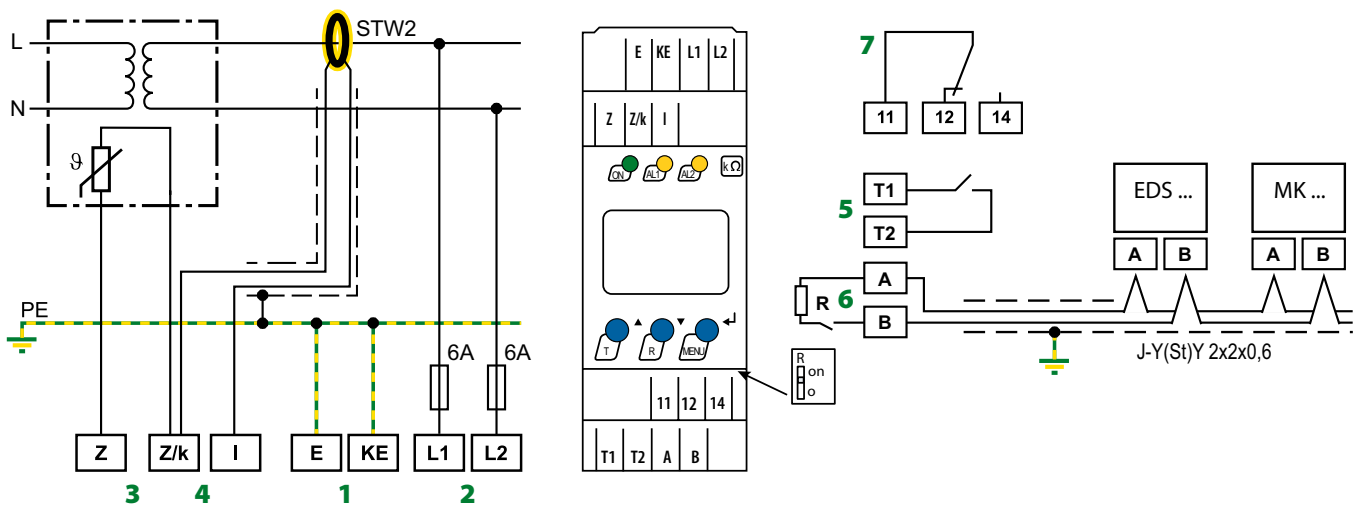 L
N
STW2
ϑ
PE
6A
6A
Z
Z/k
I
E
KE
L1
L2
3
4
1
2
E KE L1 L2
Z Z/k I
ON AL1 AL2 kΩ
T R MENU
11 12 14
T1 T2 A B
R
on
o
7
11 12 14
5
T1
T2
6
R
A
B
EDS ...
A B
MK ...
A B
J-Y(St)Y 2x2x0,6